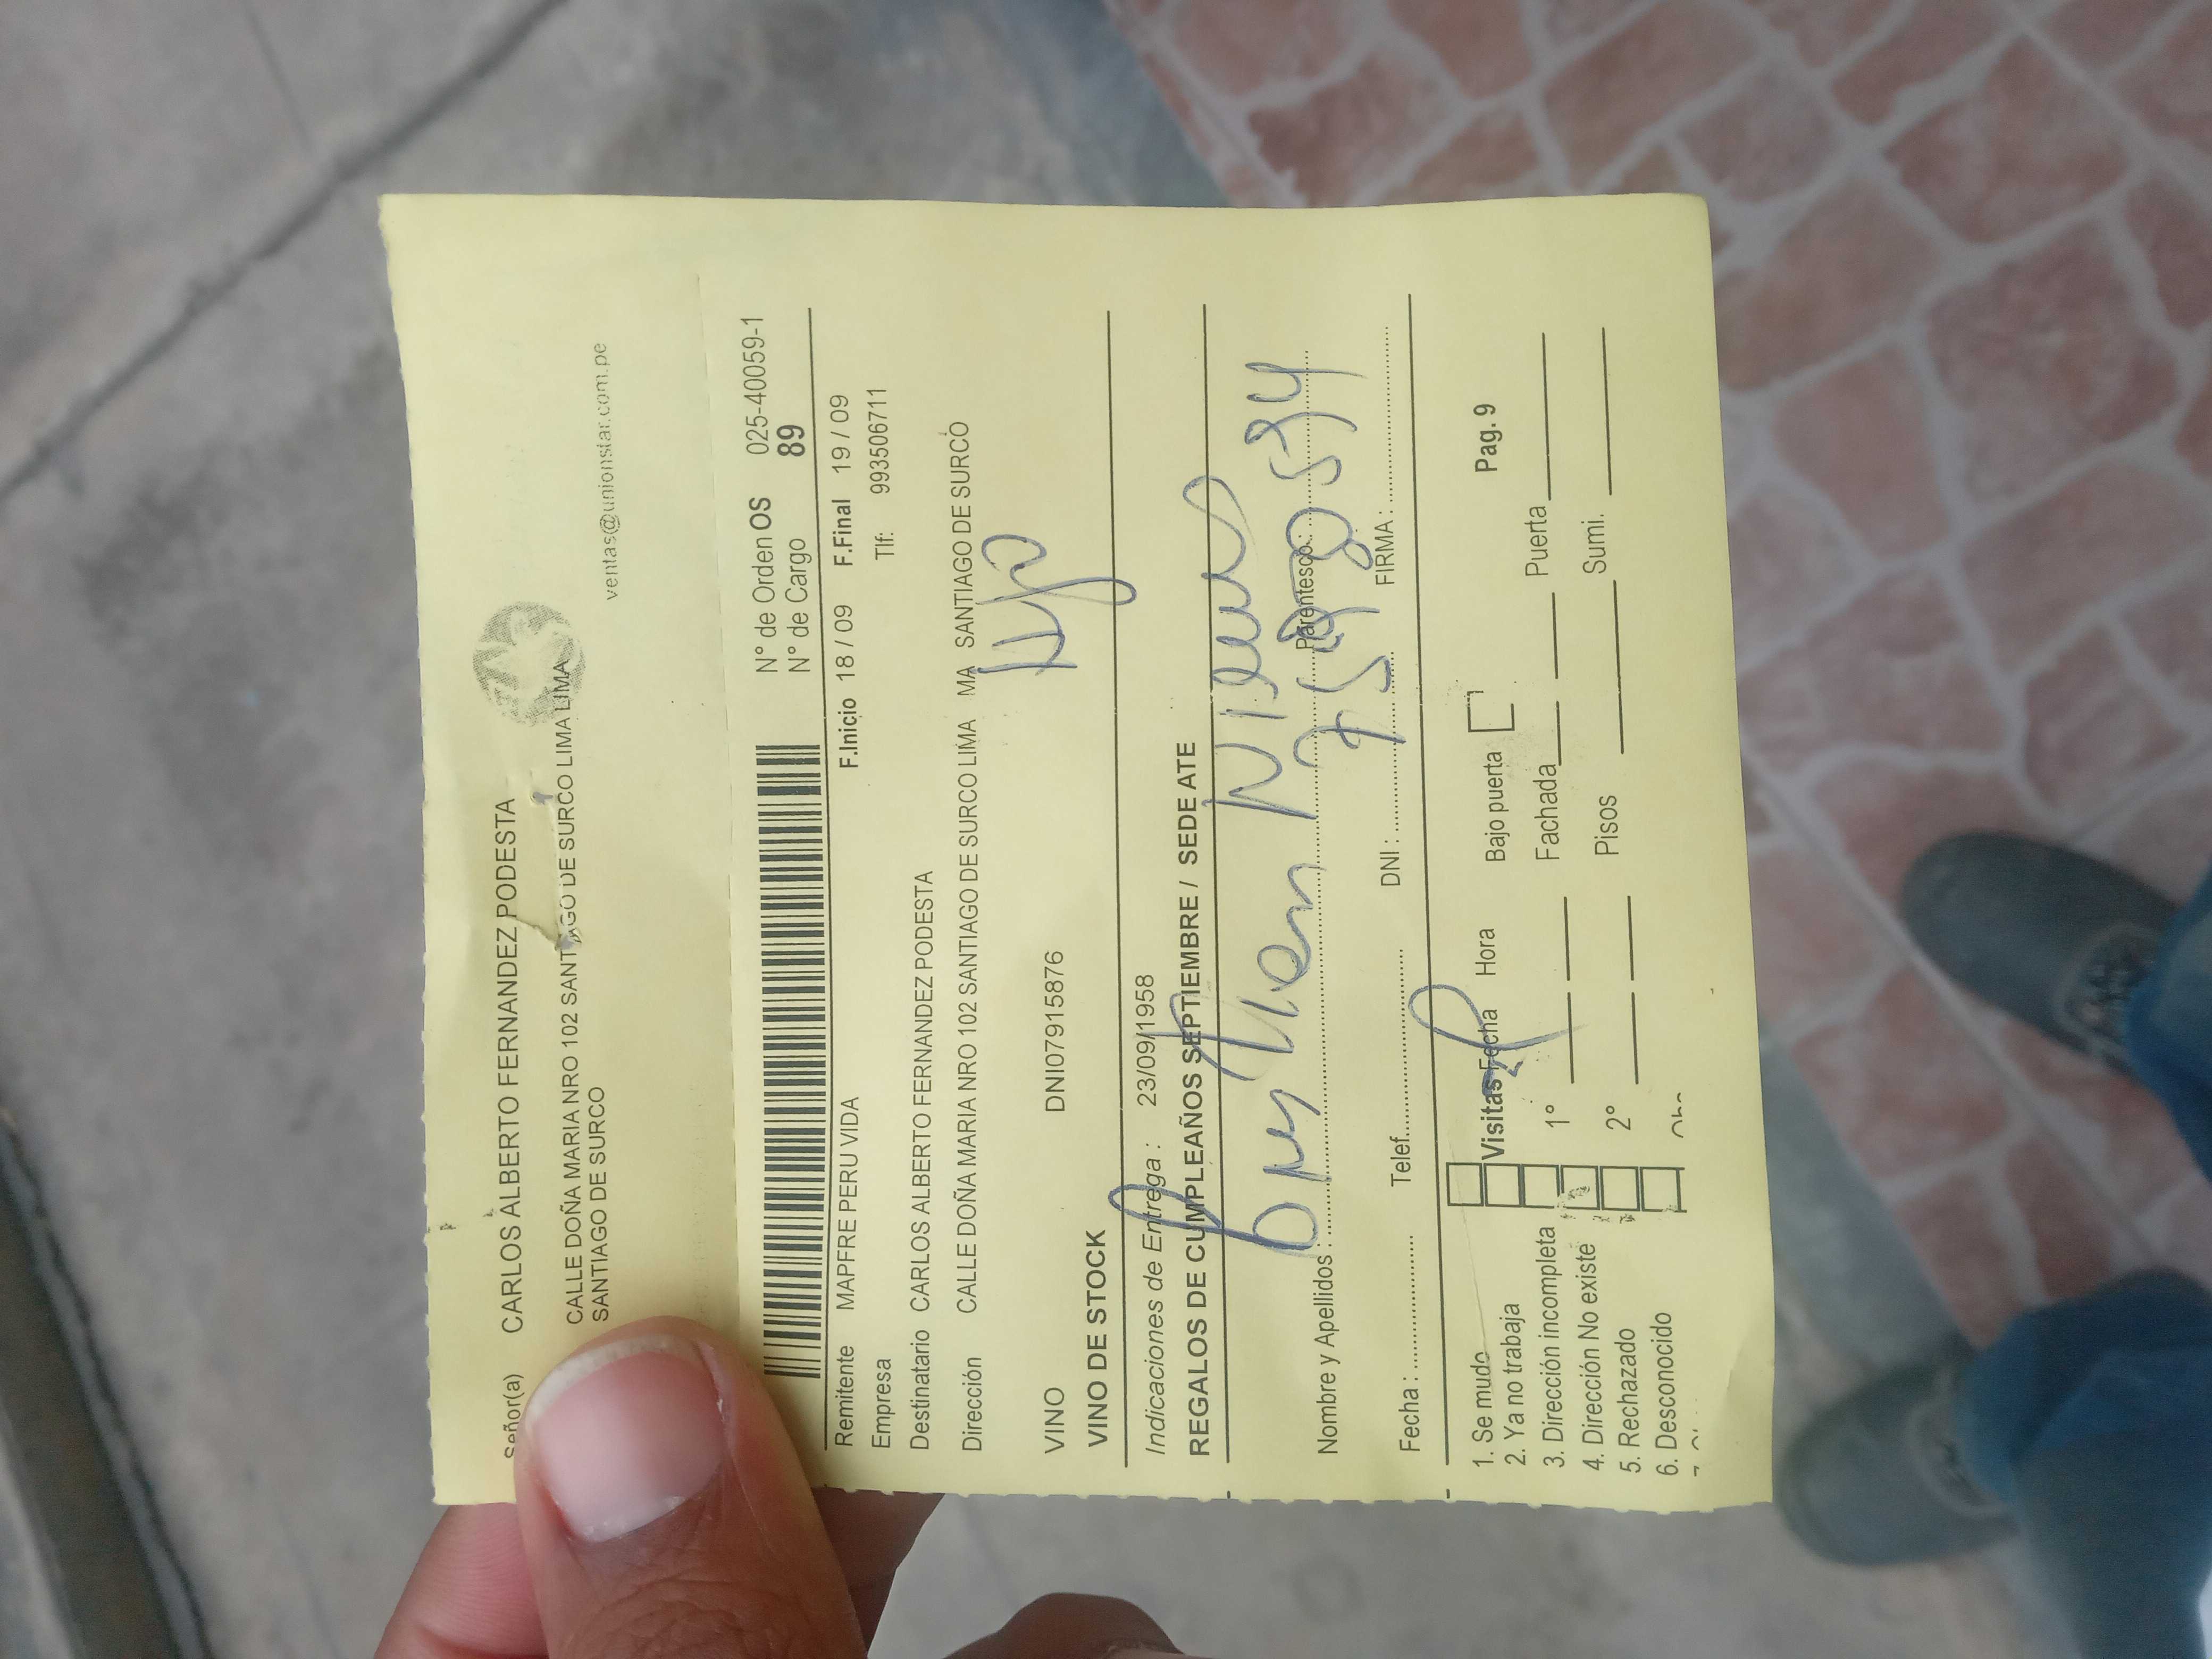 Señor(a) CARLOS ALBERTO FERNANDEZ PODESTA
CALLE DOÑA MARIA NRO 102 SANTIAGO DE SURCO LIMA LIMA
SANTIAGO DE SURCO
ventas@unionstar.com.pe
N° de Orden OS 025-40059-1
N° de Cargo 89
F.Inicio 18 / 09 F.Final 19 / 09
Remitente MAPFRE PERU VIDA
Empresa Tlf: 993506711
Destinatario CARLOS ALBERTO FERNANDEZ PODESTA
Dirección CALLE DOÑA MARIA NRO 102 SANTIAGO DE SURCO LIMA MA SANTIAGO DE SURCO
Hijo
VINO DNI07915876
VINO DE STOCK
Indicaciones de Entrega : 23/09/1958
REGALOS DE CUMPLEAÑOS SEPTIEMBRE / SEDE ATE
Nombre y Apellidos : Parentesco :
Fecha : Telef. DNI : FIRMA :
1. Se mudo Visitas Fecha Hora Bajo puerta Pag. 9
2. Ya no trabaja
3. Dirección incompleta 1° Fachada Puerta
4. Dirección No existe
5. Rechazado 2° Pisos Sumi.
6. Desconocido